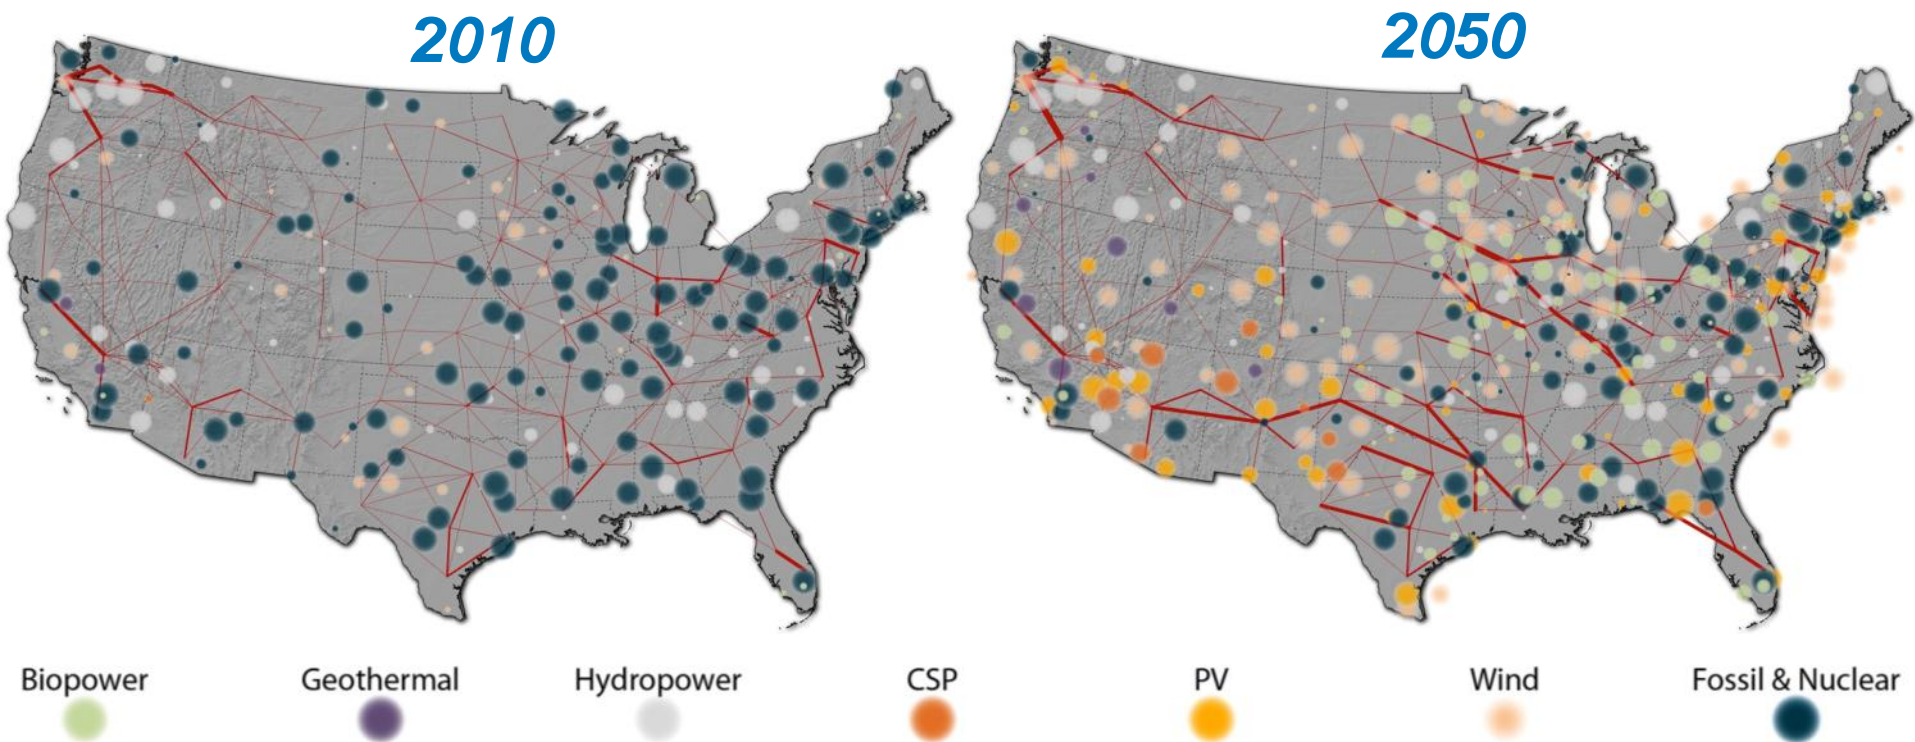 2010
2050
Biopower
Geothermal
Hydropower
CSP
PV
Wind
Fossil & Nuclear